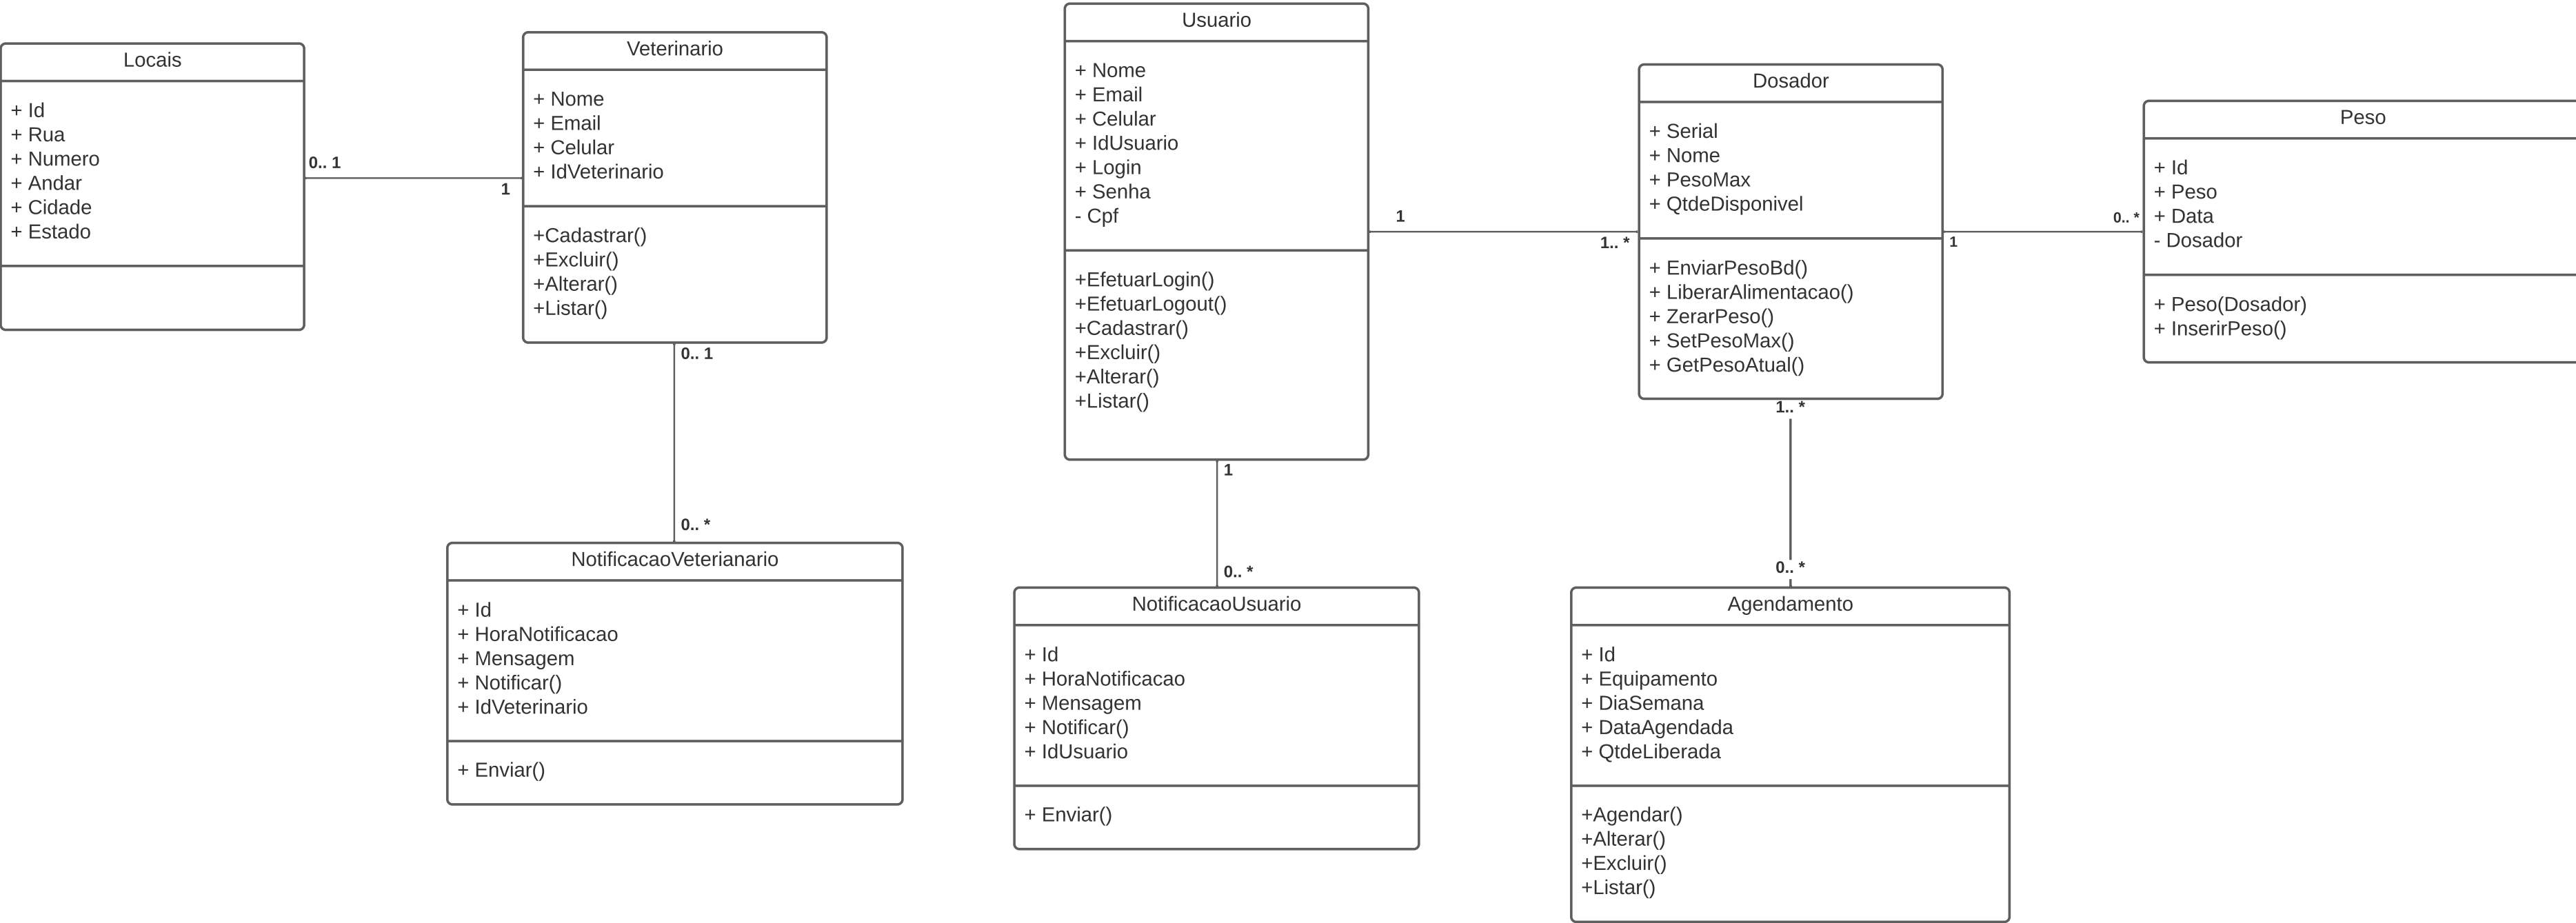 Locais
+ Id
+ Rua
+ Numero
+ Andar
+ Cidade
+ Estado
0.. 1
1
Veterinario
+ Nome
+ Email
+ Celular
+ IdVeterinario
+Cadastrar()
+Excluir()
+Alterar()
+Listar()
0.. 1
0.. *
NotificacaoVeterianario
+ Id
+ HoraNotificacao
+ Mensagem
+ Notificar()
+ IdVeterinario
+ Enviar()
Usuario
+ Nome
+ Email
+ Celular
+ IdUsuario
+ Login
+ Senha
- Cpf
+EfetuarLogin()
+EfetuarLogout()
+Cadastrar()
+Excluir()
+Alterar()
+Listar()
1
1.. *
1
0.. *
NotificacaoUsuario
+ Id
+ HoraNotificacao
+ Mensagem
+ Notificar()
+ IdUsuario
+ Enviar()
Dosador
+ Serial
+ Nome
+ PesoMax
+ QtdeDisponivel
+ EnviarPesoBd()
+ LiberarAlimentacao()
+ ZerarPeso()
+ SetPesoMax()
+ GetPesoAtual()
1.. *
0.. *
Agendamento
+ Id
+ Equipamento
+ DiaSemana
+ DataAgendada
+ QtdeLiberada
+Agendar()
+Alterar()
+Excluir()
+Listar()
1
0.. *
Peso
+ Id
+ Peso
+ Data
- Dosador
+ Peso(Dosador)
+ InserirPeso()